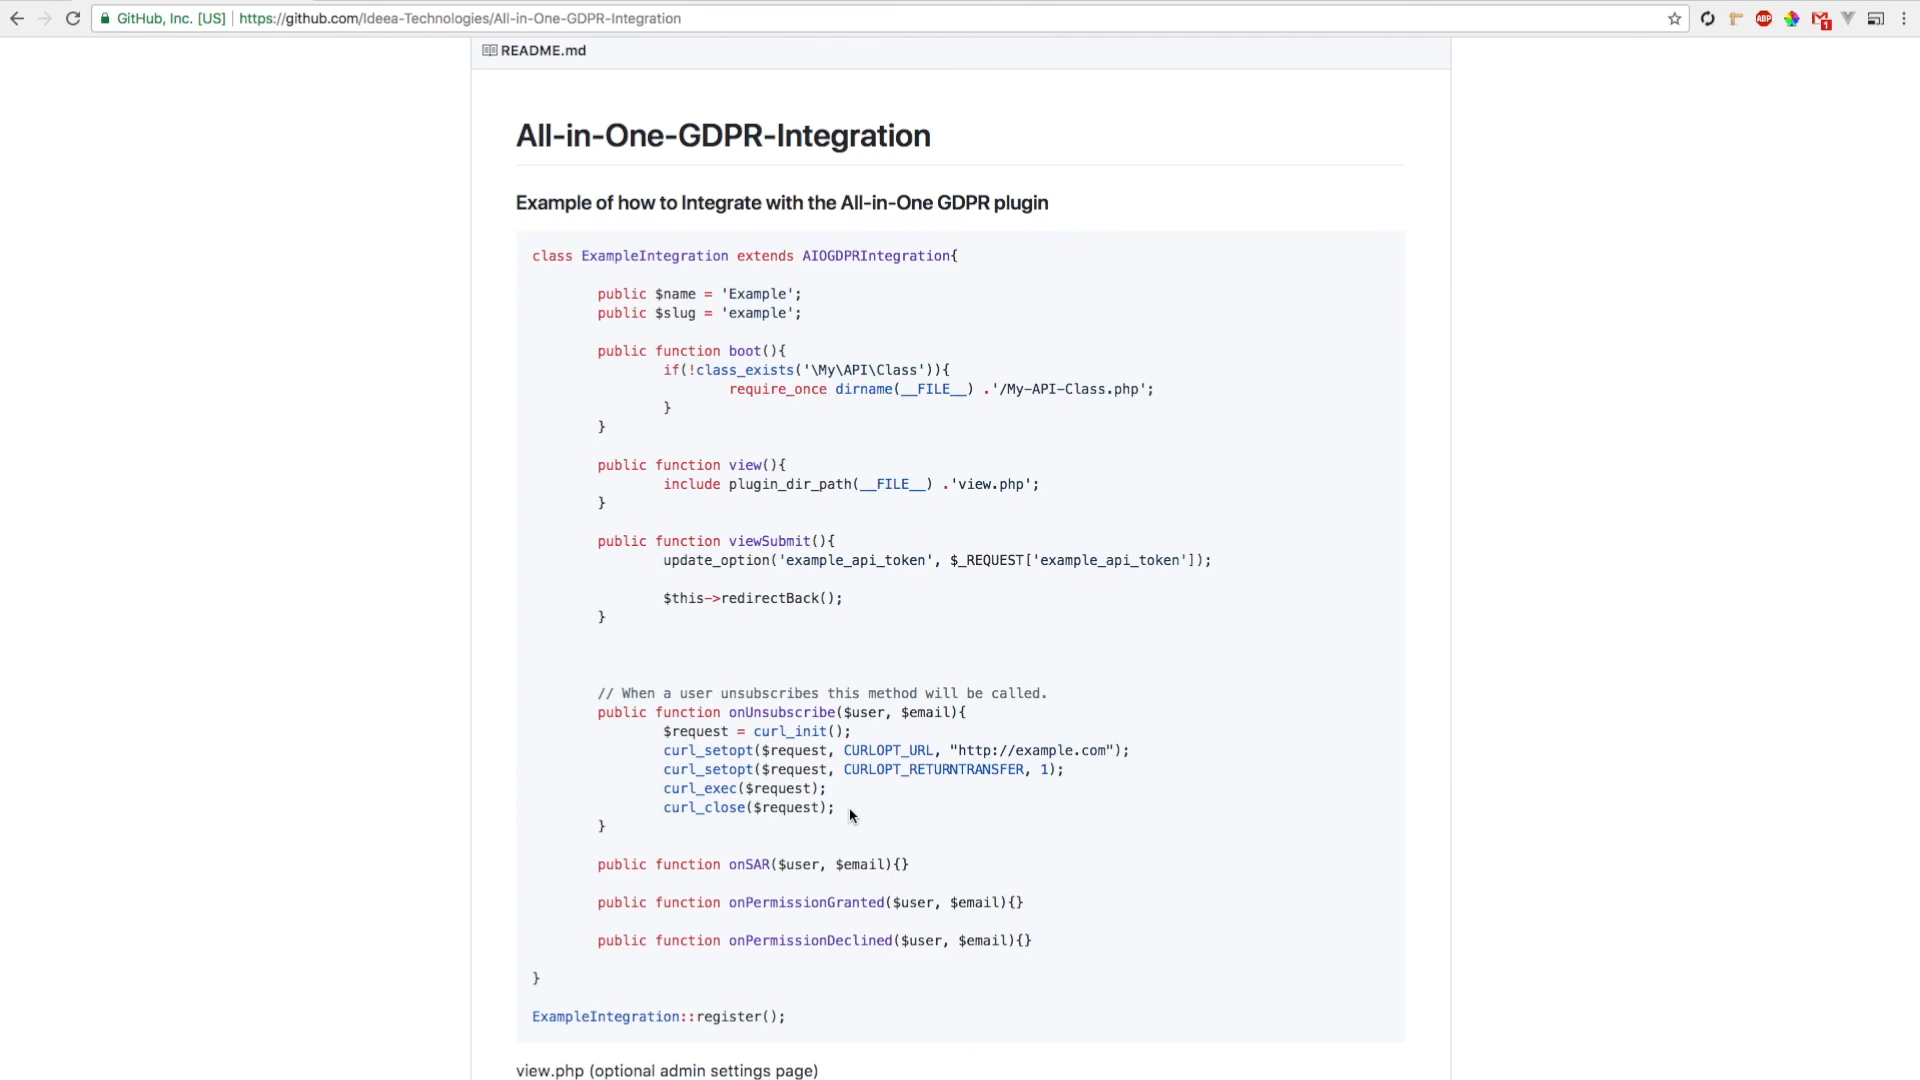 GitHub, Inc. [US] | https://github.com/Ideea-Technologies/All-in-One-GDPR-Integration
ABP
1
README.md
All-in-One-GDPR-Integration
Example of how to Integrate with the All-in-One GDPR plugin
class ExampleIntegration extends AIOGDPRIntegration{
public $name = 'Example';
public $slug = 'example';
public function boot(){
if(!class_exists('\My\API\Class')){
require_once dirname(__FILE__) .'/My-API-Class.php';
}
}
public function view(){
include plugin_dir_path(__FILE__) .'view.php';
}
public function viewSubmit(){
update_option('example_api_token', $_REQUEST['example_api_token']);
$this->redirectBack();
}
// When a user unsubscribes this method will be called.
public function onUnsubscribe($user, $email){
$request = curl_init();
curl_setopt($request, CURLOPT_URL, "http://example.com");
curl_setopt($request, CURLOPT_RETURNTRANSFER, 1);
curl_exec($request);
curl_close($request);
}
public function onSAR($user, $email){}
public function onPermissionGranted($user, $email){}
public function onPermissionDeclined($user, $email){}
}
ExampleIntegration::register();
view.php (optional admin settings page)